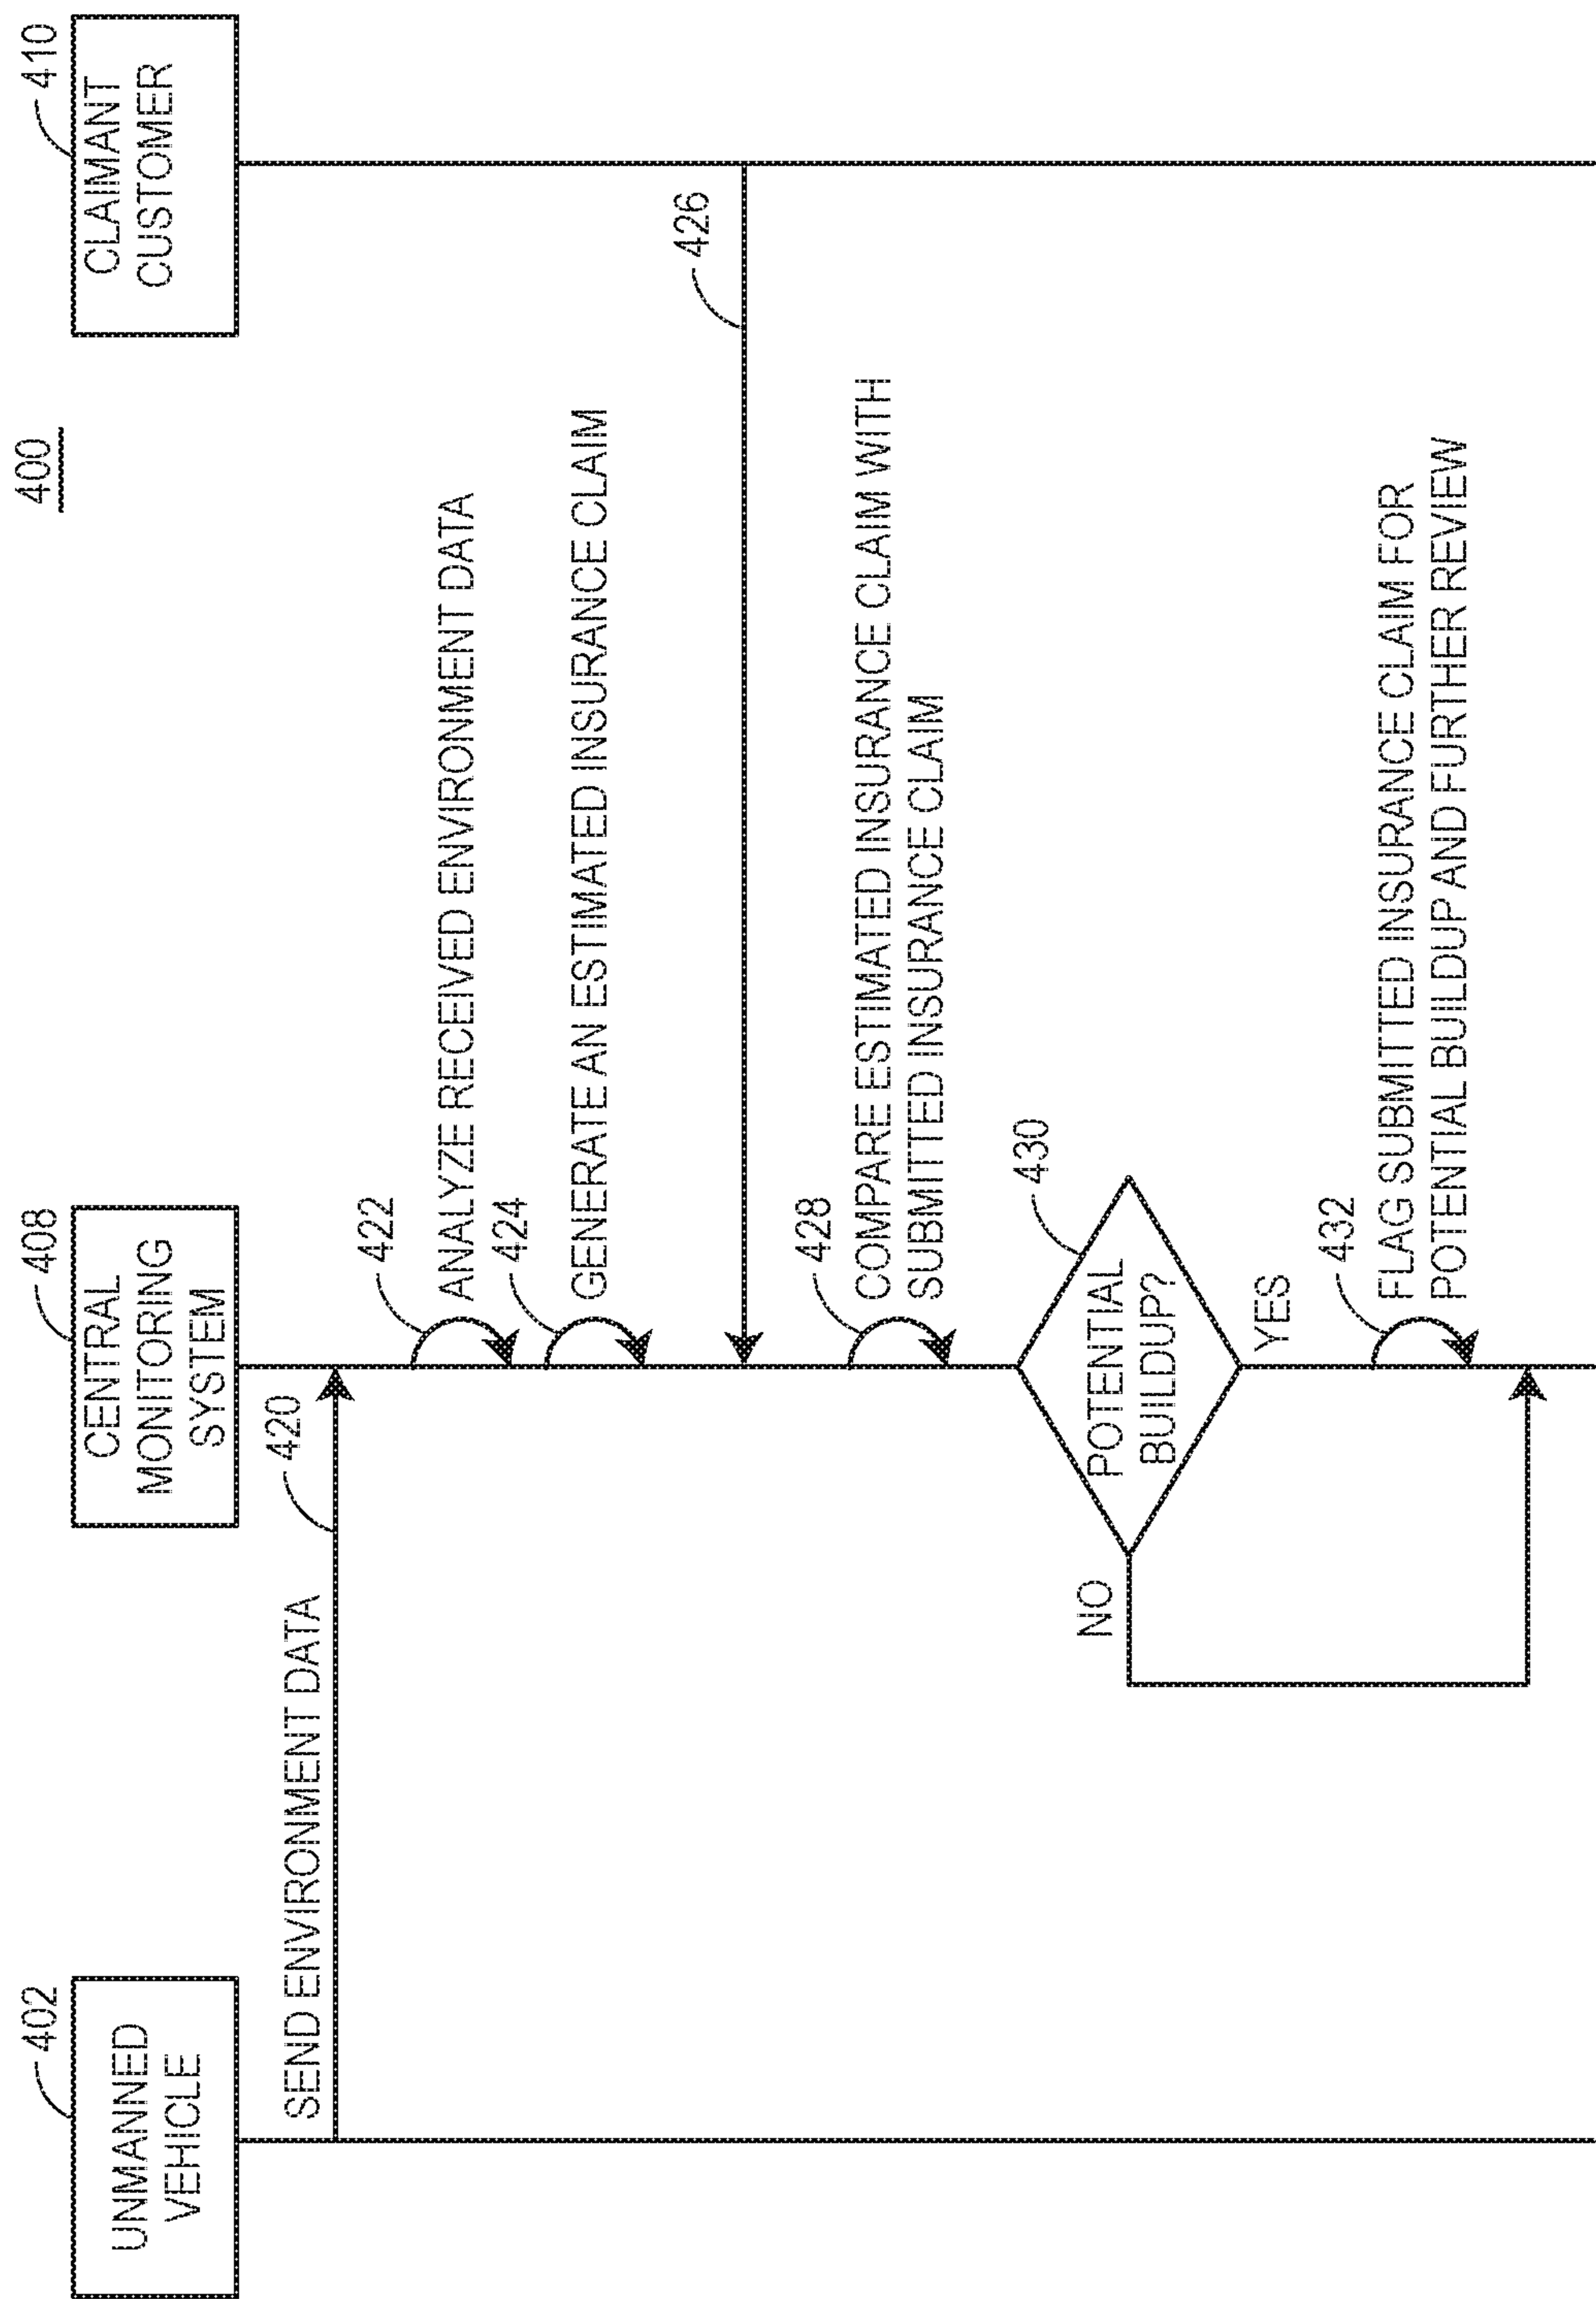 400
402
UNMANNED
VEHICLE
408
CENTRAL
MONITORING
SYSTEM
410
CLAIMANT
CUSTOMER
SEND ENVIRONMENT DATA
420
422
ANALYZE RECEIVED ENVIRONMENT DATA
424
GENERATE AN ESTIMATED INSURANCE CLAIM
426
428
COMPARE ESTIMATED INSURANCE CLAIM WITH
SUBMITTED INSURANCE CLAIM
430
POTENTIAL
BUILDUP?
NO
YES
432
FLAG SUBMITTED INSURANCE CLAIM FOR
POTENTIAL BUILDUP AND FURTHER REVIEW